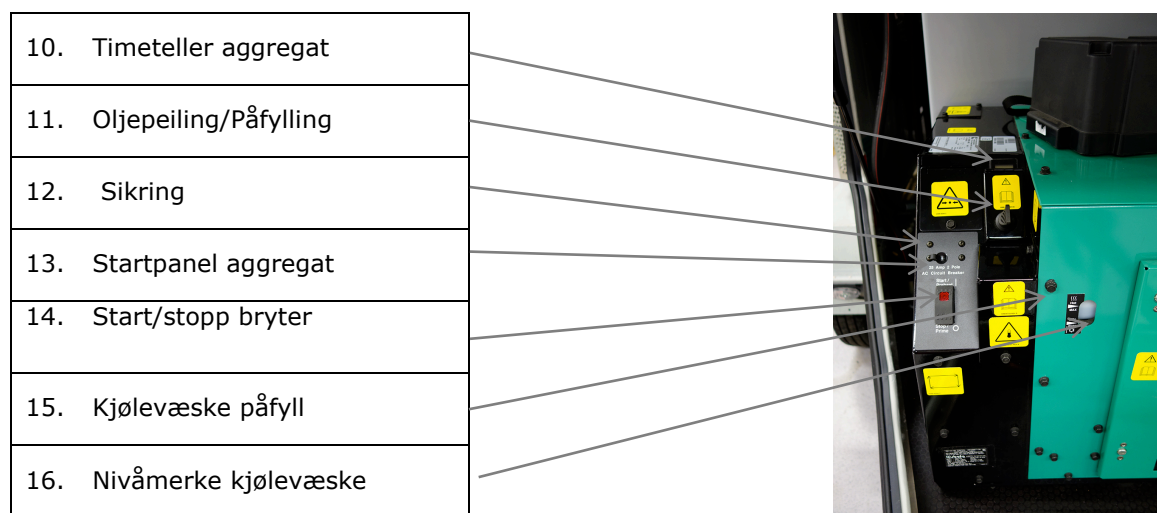 10. Timeteller aggregat
11. Oljepeiling/Påfylling
12. Sikring
13. Startpanel aggregat
14. Start/stopp bryter
15. Kjølevæske påfyll
16. Nivåmerke kjølevæske
AC Circuit Breaker
Start /
Stop /
Prime